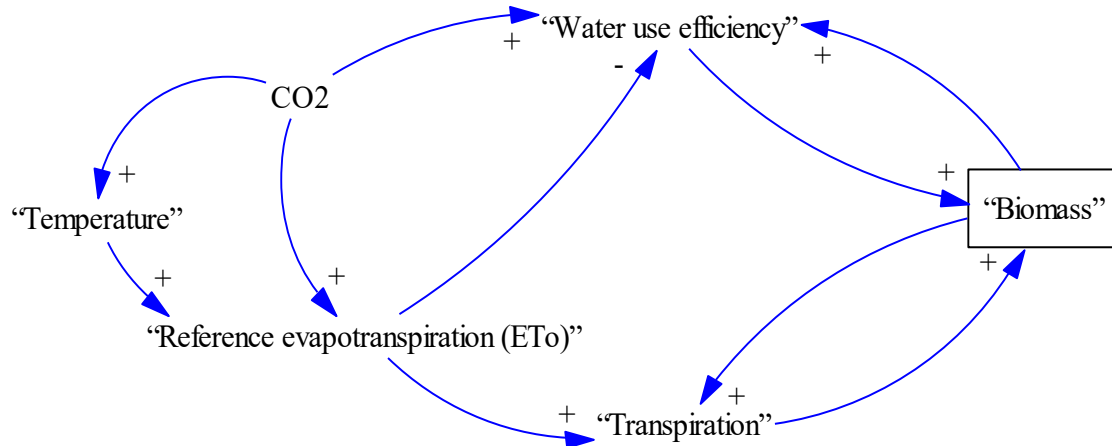 “Water use efficiency”
+
+
-
CO2
+
+
“Temperature”
“Biomass”
+
+
+
“Reference evapotranspiration (ETo)”
+
+
“Transpiration”